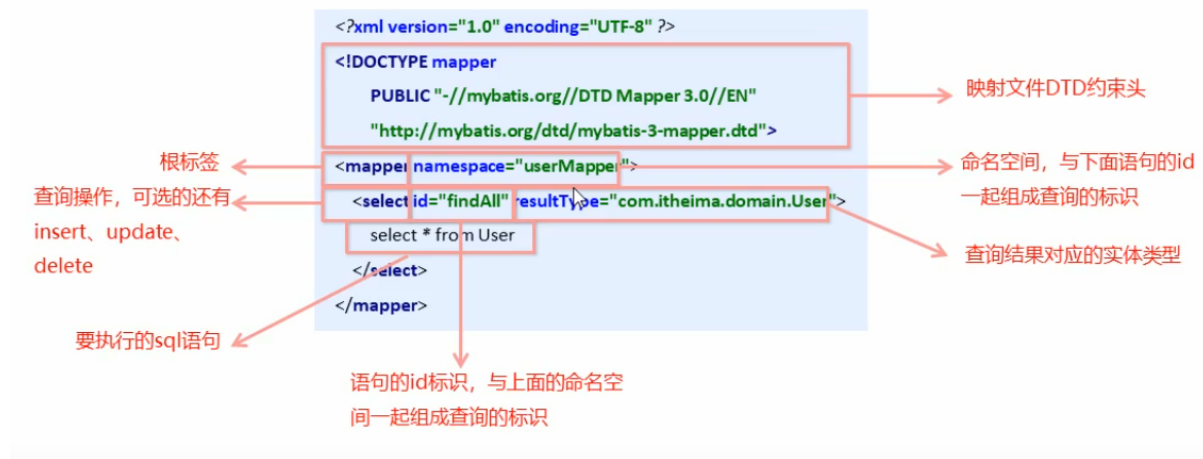 <?xml version="1.0" encoding="UTF-8" ?>
<!DOCTYPE mapper
PUBLIC "-//mybatis.org//DTD Mapper 3.0//EN"
"http://mybatis.org/dtd/mybatis-3-mapper.dtd">
映射文件DTD约束头
根标签
<mapper namespace="userMapper">
命名空间，与下面语句的id
一起组成查询的标识
查询操作，可选的还有
insert、update、
delete
<select id="findAll" resultType="com.itheima.domain.User">
select * from User
</select>
</mapper>
查询结果对应的实体类型
要执行的sql语句
语句的id标识，与上面的命名空
间一起组成查询的标识